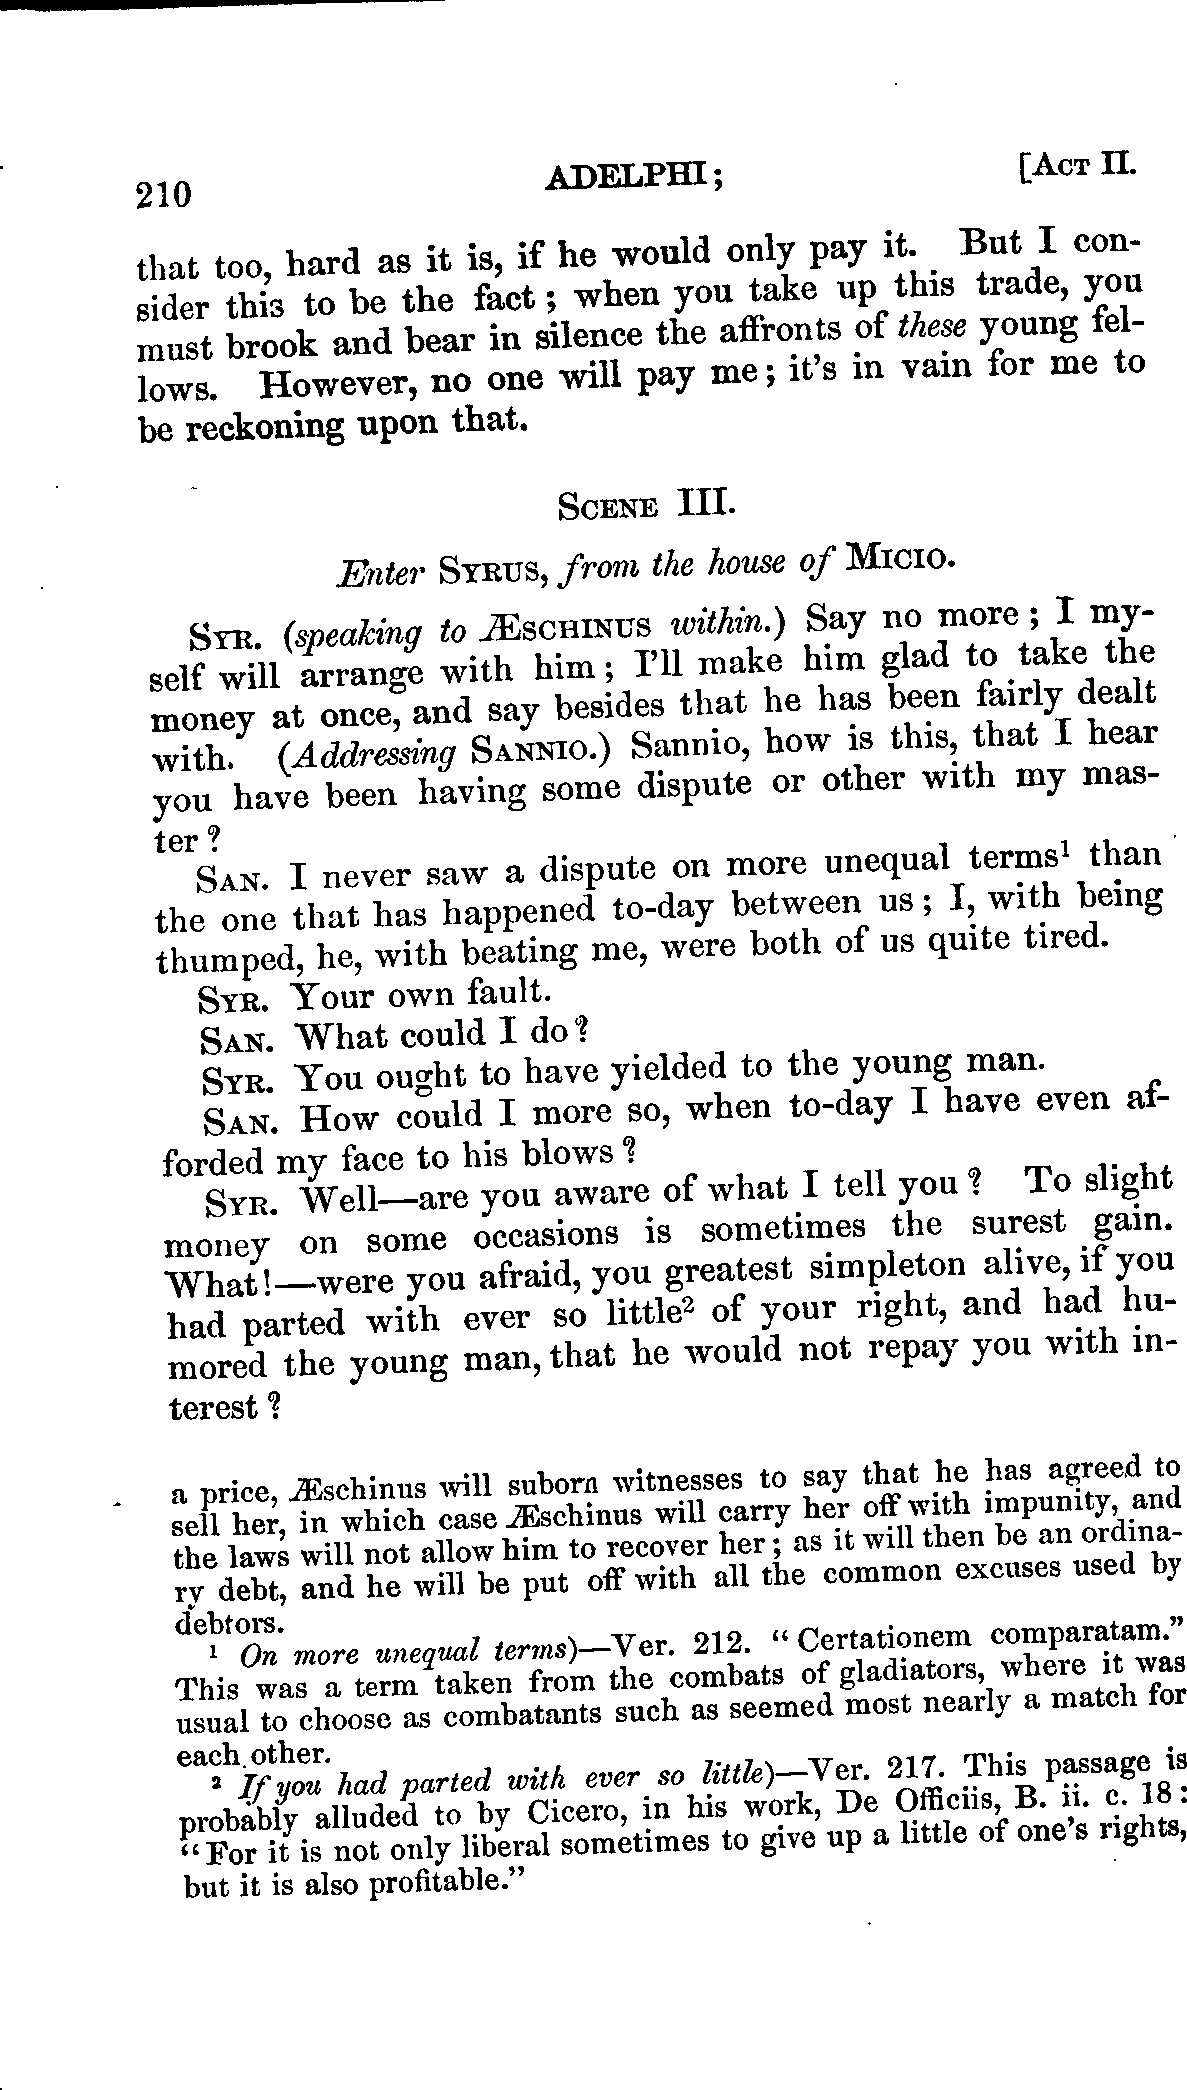 210 ADELPHI; [ACT II.
that too, hard as it is, if he would only pay it. But I con-
sider this to be the fact; when you take up this trade, you
must brook and bear in silence the affronts of these young fel-
lows. However, no one will pay me; it's in vain for me to
be reckoning upon that.
SCENE III.
Enter SYRUS, from the house of MICIO.
SYR. (speaking to ÆSCHINUS within.) Say no more; I my-
self will arrange with him; I'll make him glad to take the
money at once, and say besides that he has been fairly dealt
with. (Addressing SANNIO.) Sannio, how is this, that I hear
you have been having some dispute or other with my mas-
ter?
SAN. I never saw a dispute on more unequal terms¹ than
the one that has happened to-day between us; I, with being
thumped, he, with beating me, were both of us quite tired.
SYR. Your own fault.
SAN. What could I do?
SYR. You ought to have yielded to the young man.
SAN. How could I more so, when to-day I have even af-
forded my face to his blows?
SYR. Well—are you aware of what I tell you? To slight
money on some occasions is sometimes the surest gain.
What!—were you afraid, you greatest simpleton alive, if you
had parted with ever so little² of your right, and had hu-
mored the young man, that he would not repay you with in-
terest?
a price, Æschinus will suborn witnesses to say that he has agreed to
sell her, in which case Æschinus will carry her off with impunity, and
the laws will not allow him to recover her; as it will then be an ordina-
ry debt, and he will be put off with all the common excuses used by
debtors.
¹ On more unequal terms)—Ver. 212. "Certationem comparatam."
This was a term taken from the combats of gladiators, where it was
usual to choose as combatants such as seemed most nearly a match for
each other.
² If you had parted with ever so little)—Ver. 217. This passage is
probably alluded to by Cicero, in his work, De Officiis, B. ii. c. 18:
"For it is not only liberal sometimes to give up a little of one's rights,
but it is also profitable."